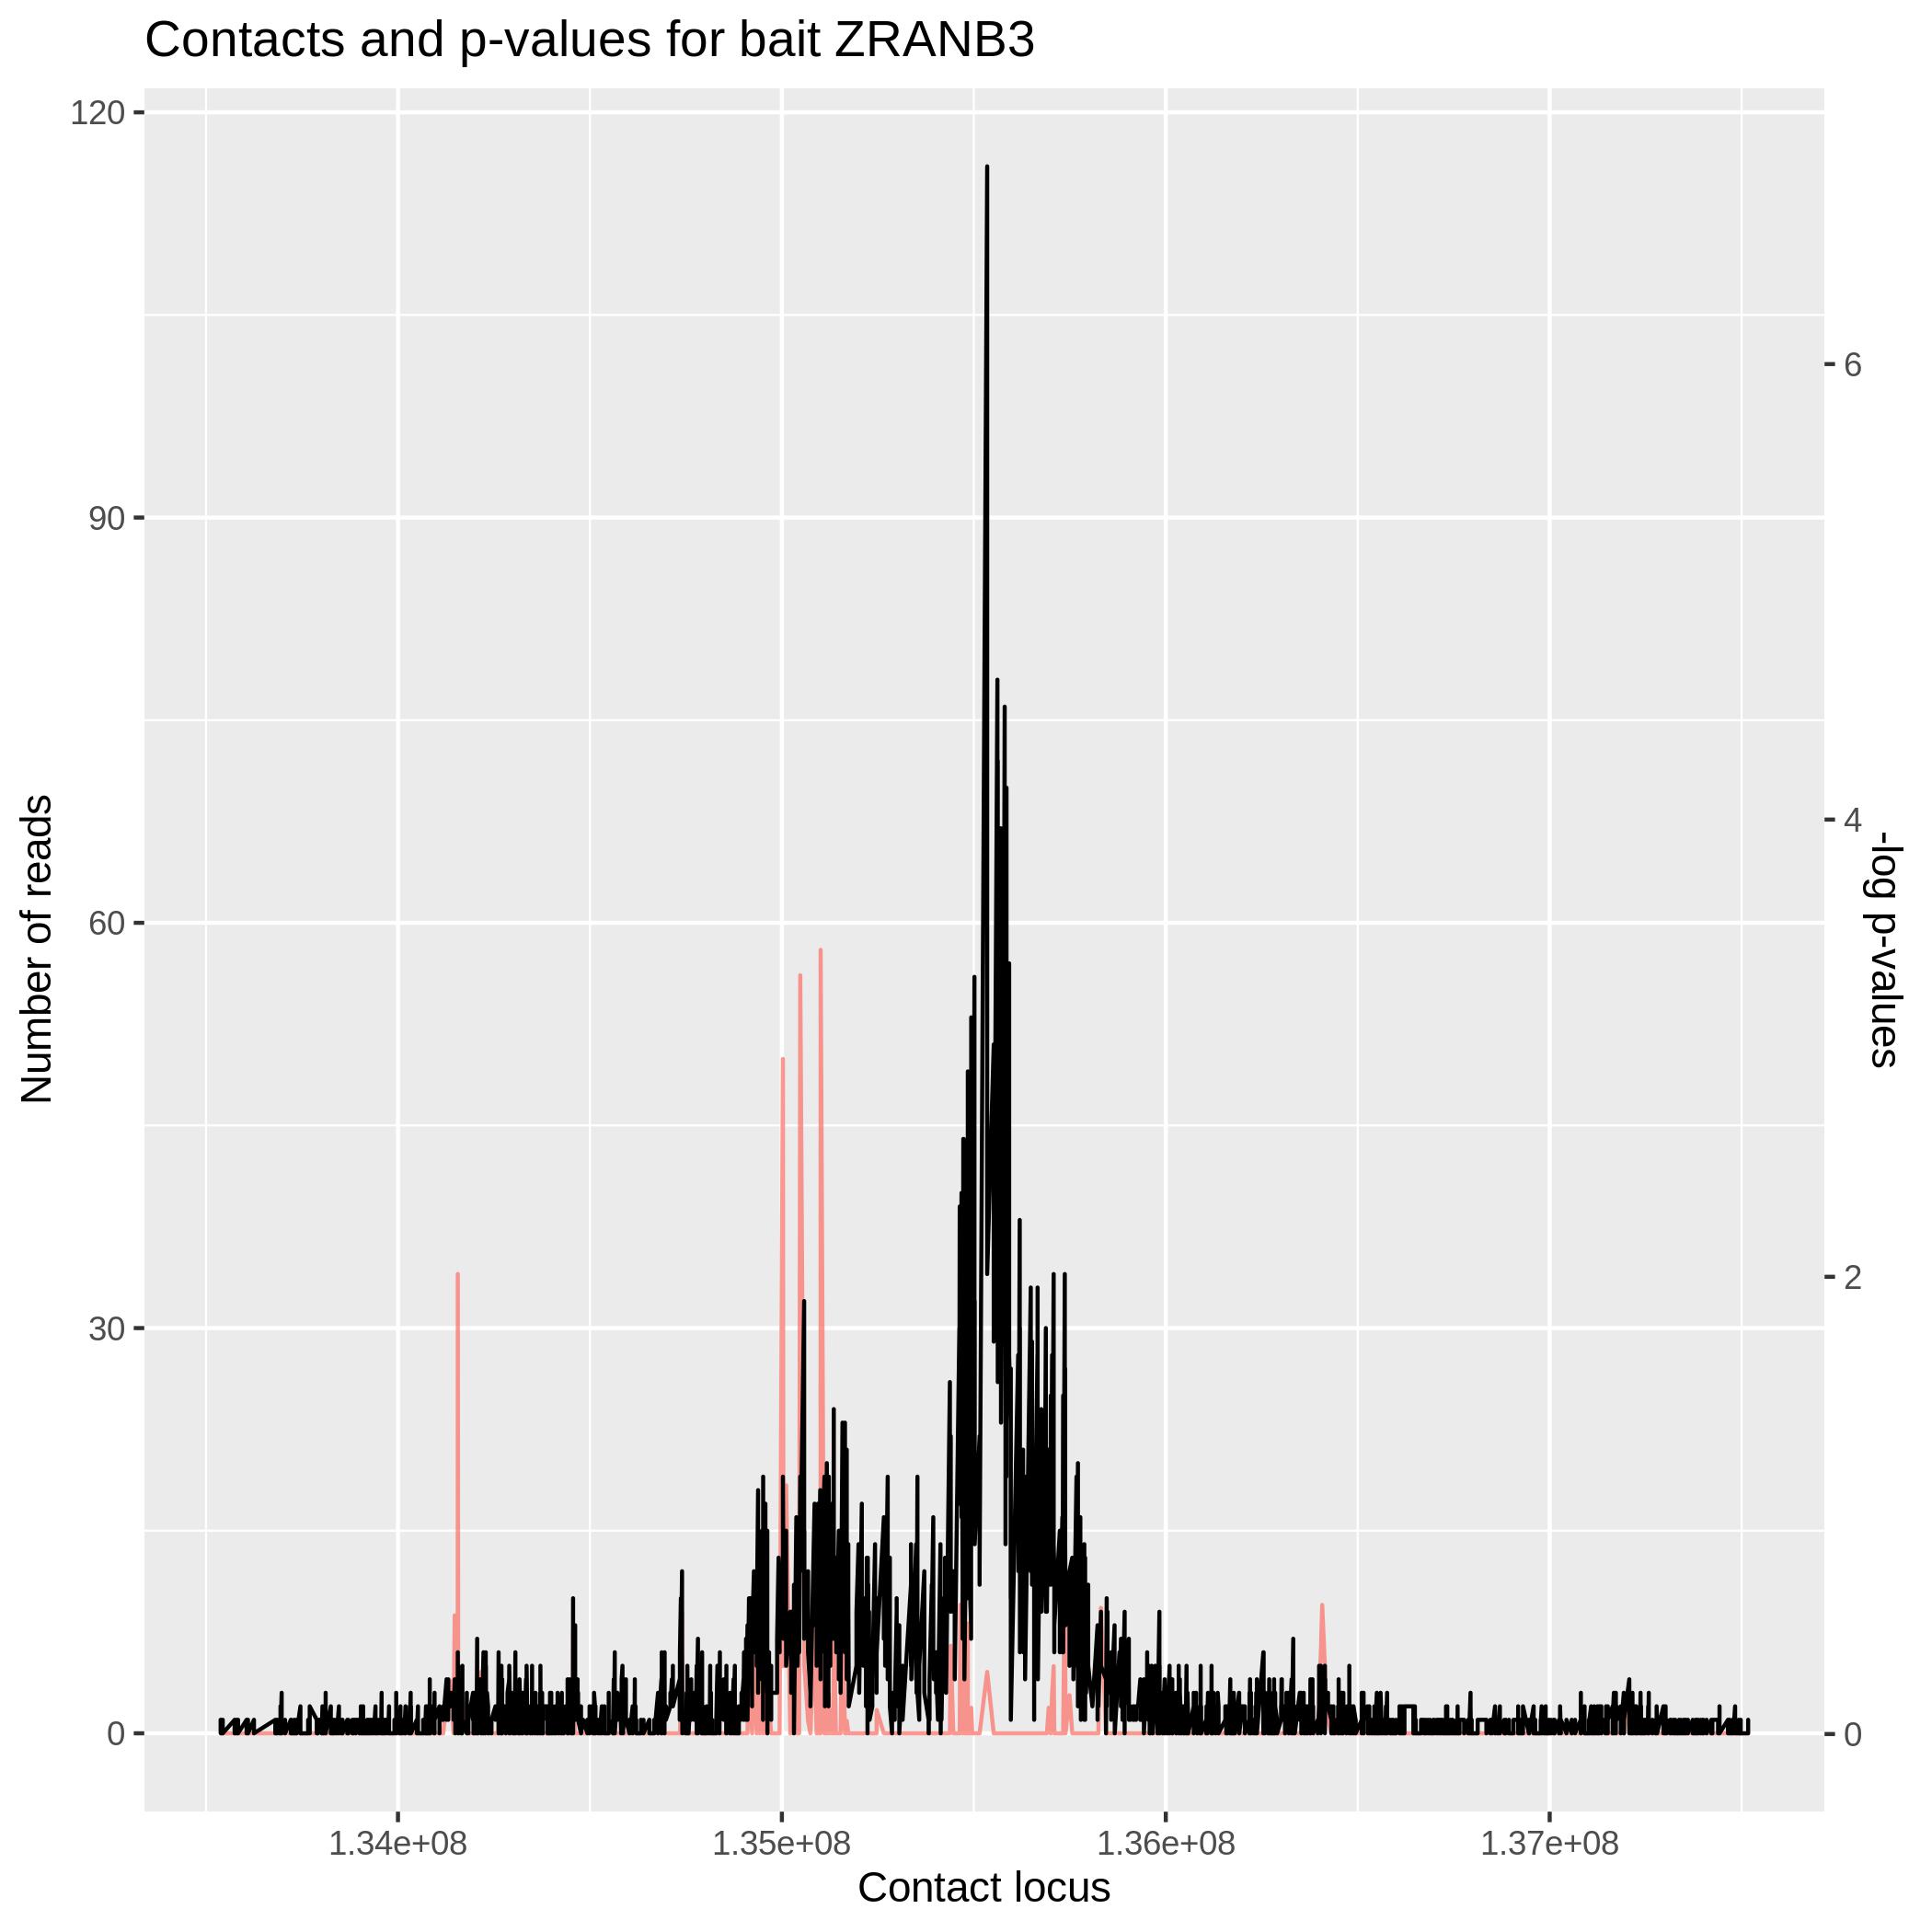 Contacts and p-values for bait ZRANB3
120
90
60
30
0
Number of reads
6
4
2
0
-log p-values
1.34e+08 1.35e+08 1.36e+08 1.37e+08
Contact locus